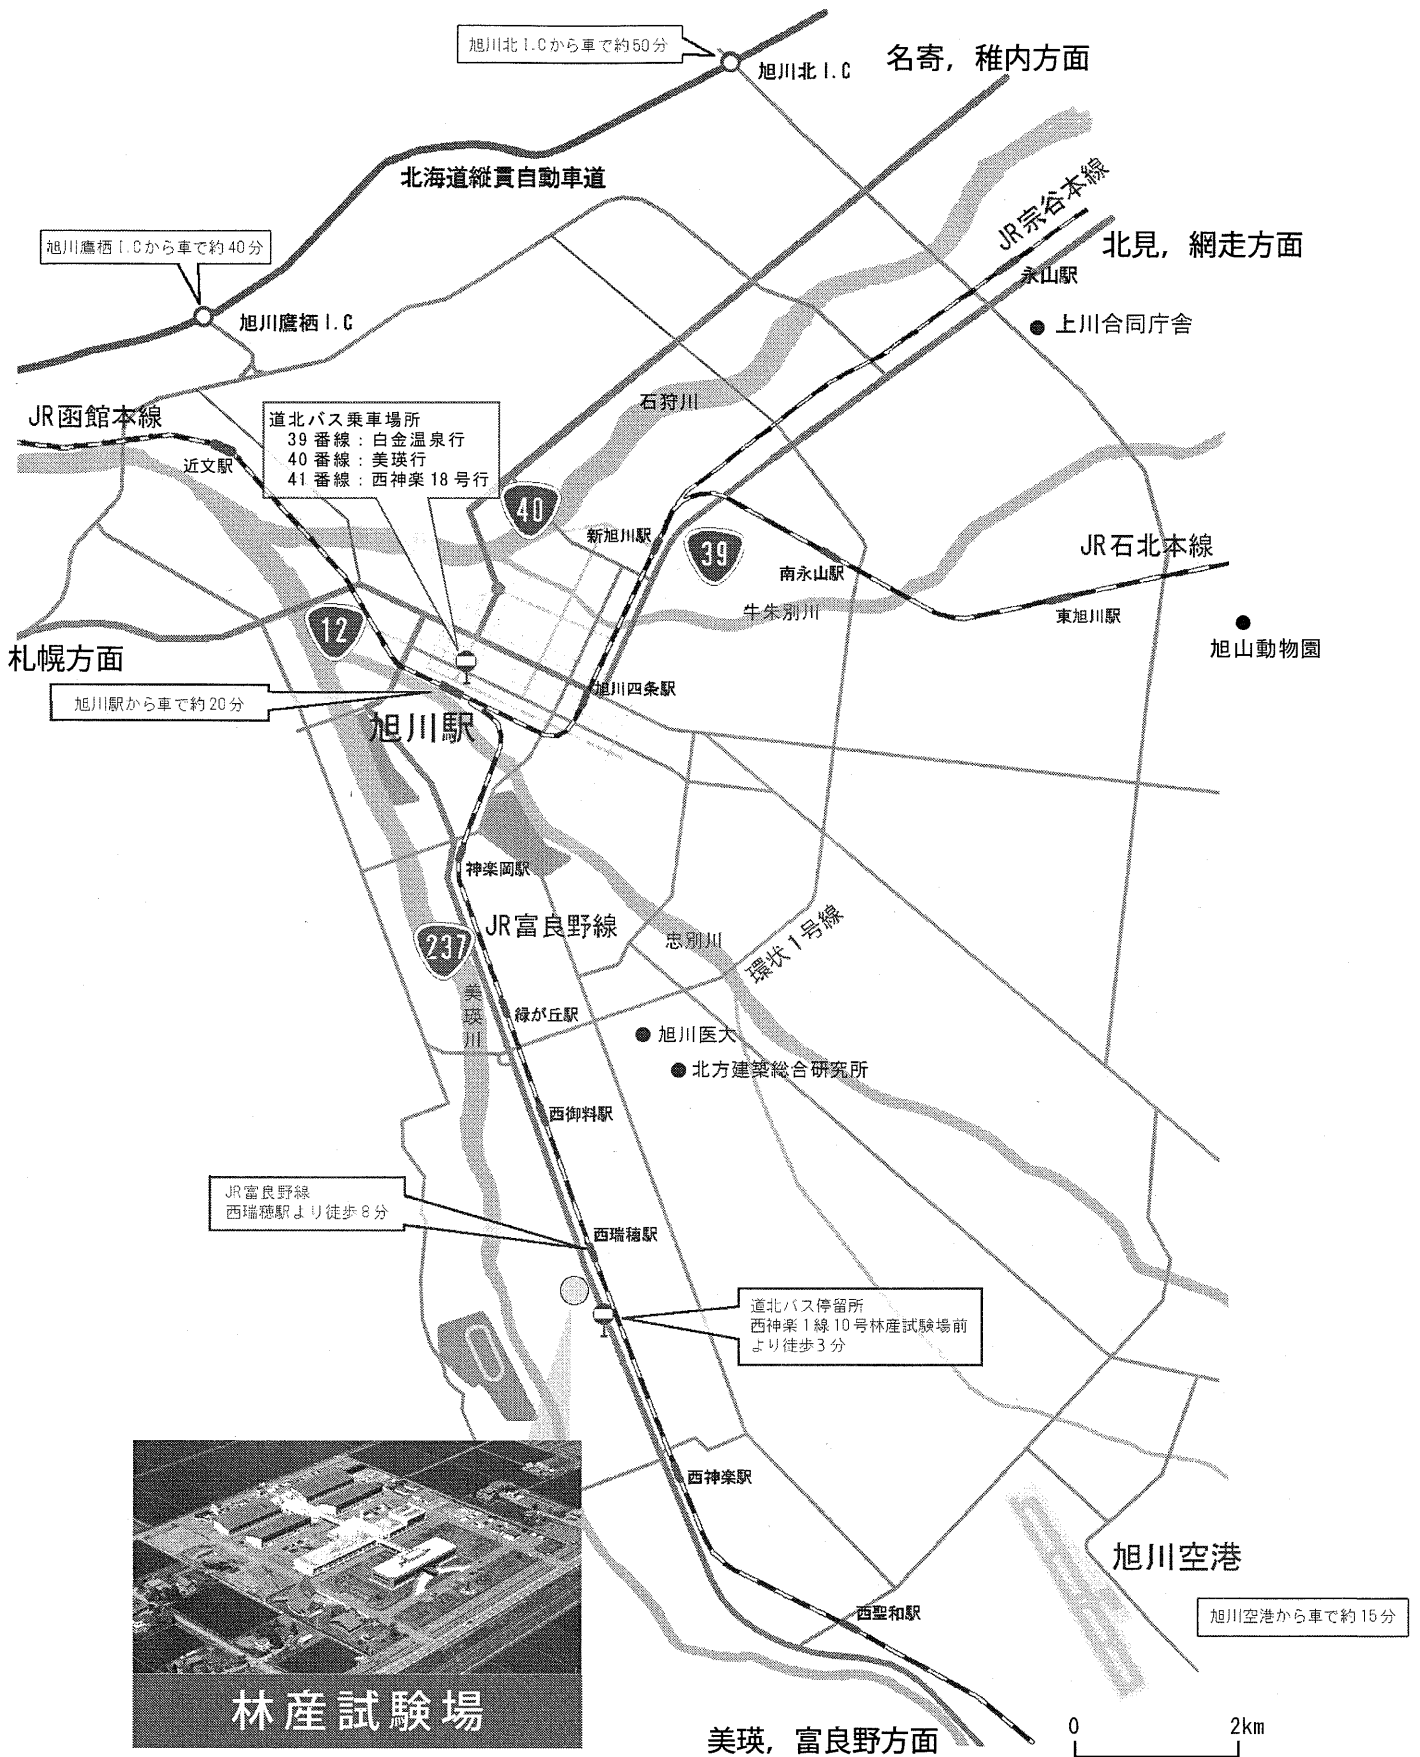 旭川北I.Cから車で約50分
旭川北I.C
名寄，稚内方面
北海道縦貫自動車道
JR宗谷本線
旭川鷹栖I.Cから車で約40分
北見，網走方面
永山駅
旭川鷹栖I.C
上川合同庁舎
石狩川
JR函館本線
道北バス乗車場所
39番線：白金温泉行
40番線：美瑛行
41番線：西神楽18号行
近文駅
40
新旭川駅
39
JR石北本線
南永山駅
牛朱別川
東旭川駅
12
旭山動物園
札幌方面
旭川四条駅
旭川駅から車で約20分
旭川駅
神楽岡駅
JR富良野線
237
忠別川
環状1号線
美瑛川
緑が丘駅
旭川医大
北方建築総合研究所
西御料駅
JR富良野線
西瑞穂駅より徒歩8分
西瑞穂駅
道北バス停留所
西神楽1線10号林産試験場前
より徒歩3分
西神楽駅
旭川空港
西聖和駅
旭川空港から車で約15分
林産試験場
美瑛，富良野方面
0 2km